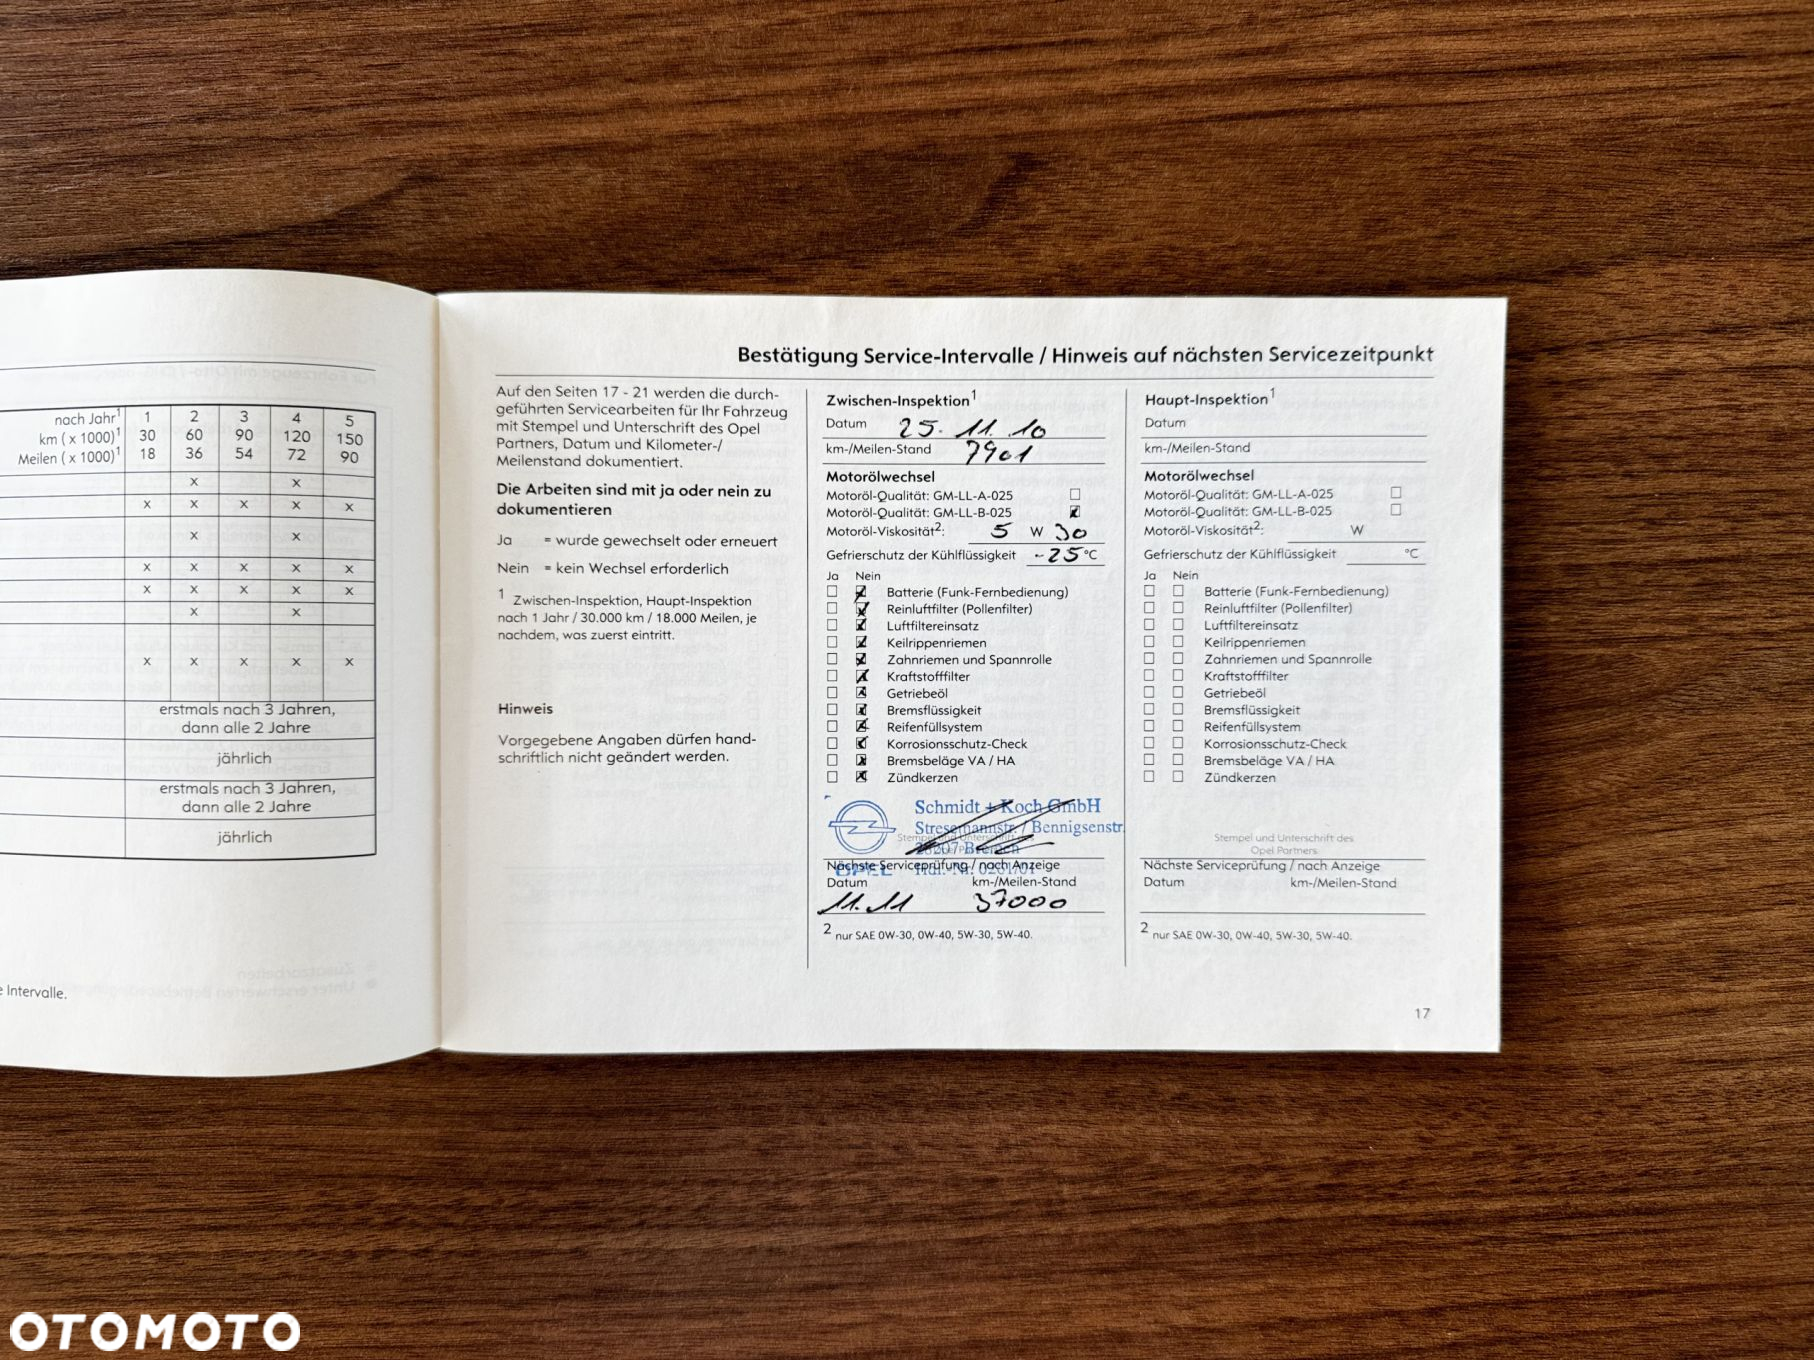 nach Jahr¹ 1 2 3 4 5
km ( x 1000)¹ 30 60 90 120 150
Meilen ( x 1000)¹ 18 36 54 72 90
x x
x x x x x
x x
x x x x x
x x x x x
x x
x x x x x
erstmals nach 3 Jahren,
dann alle 2 Jahre
jährlich
erstmals nach 3 Jahren,
dann alle 2 Jahre
jährlich
Intervalle.
Bestätigung Service-Intervalle / Hinweis auf nächsten Servicezeitpunkt
Auf den Seiten 17 - 21 werden die durch-
geführten Servicearbeiten für Ihr Fahrzeug
mit Stempel und Unterschrift des Opel
Partners, Datum und Kilometer-/
Meilenstand dokumentiert.
Die Arbeiten sind mit ja oder nein zu
dokumentieren
Ja = wurde gewechselt oder erneuert
Nein = kein Wechsel erforderlich
1 Zwischen-Inspektion, Haupt-Inspektion
nach 1 Jahr / 30.000 km / 18.000 Meilen, je
nachdem, was zuerst eintritt.
Hinweis
Vorgegebene Angaben dürfen hand-
schriftlich nicht geändert werden.
Zwischen-Inspektion¹
Datum 25. 11. 10
km-/Meilen-Stand 7901
Motorölwechsel
Motoröl-Qualität: GM-LL-A-025
Motoröl-Qualität: GM-LL-B-025
Motoröl-Viskosität²: 5 W 30
Gefrierschutz der Kühlflüssigkeit -25 °C
Ja Nein
Batterie (Funk-Fernbedienung)
Reinluftfilter (Pollenfilter)
Luftfiltereinsatz
Keilrippenriemen
Zahnriemen und Spannrolle
Kraftstofffilter
Getriebeöl
Bremsflüssigkeit
Reifenfüllsystem
Korrosionsschutz-Check
Bremsbeläge VA / HA
Zündkerzen
Schmidt + Koch GmbH
Stresemannstr. / Bennigsenstr.
28207 Bremen
OPEL Hdl.-Nr. 0261/01
Nächste Serviceprüfung / nach Anzeige
Datum km-/Meilen-Stand
11. 11 37000
2 nur SAE 0W-30, 0W-40, 5W-30, 5W-40.
Haupt-Inspektion¹
Datum
km-/Meilen-Stand
Motorölwechsel
Motoröl-Qualität: GM-LL-A-025
Motoröl-Qualität: GM-LL-B-025
Motoröl-Viskosität²: W
Gefrierschutz der Kühlflüssigkeit °C
Ja Nein
Batterie (Funk-Fernbedienung)
Reinluftfilter (Pollenfilter)
Luftfiltereinsatz
Keilrippenriemen
Zahnriemen und Spannrolle
Kraftstofffilter
Getriebeöl
Bremsflüssigkeit
Reifenfüllsystem
Korrosionsschutz-Check
Bremsbeläge VA / HA
Zündkerzen
Stempel und Unterschrift des
Opel Partners
Nächste Serviceprüfung / nach Anzeige
Datum km-/Meilen-Stand
2 nur SAE 0W-30, 0W-40, 5W-30, 5W-40.
17
OTOMOTO